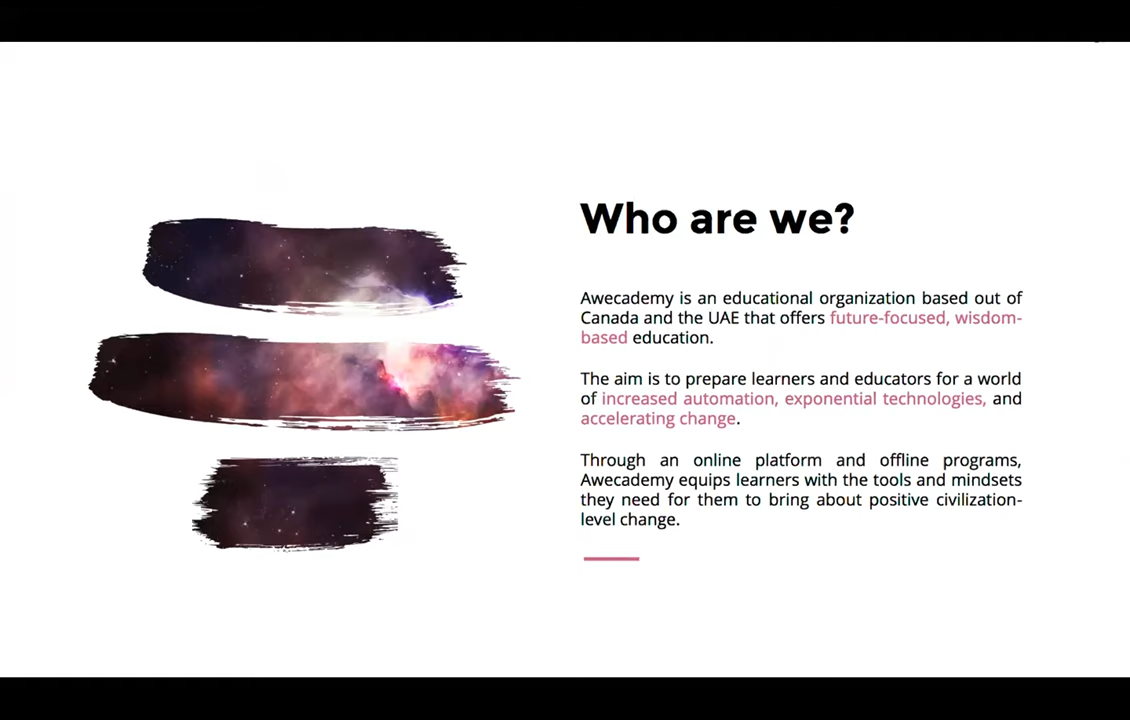 Who are we?
Awecademy is an educational organization based out of
Canada and the UAE that offers future-focused, wisdom-
based education.
The aim is to prepare learners and educators for a world
of increased automation, exponential technologies, and
accelerating change.
Through an online platform and offline programs,
Awecademy equips learners with the tools and mindsets
they need for them to bring about positive civilization-
level change.